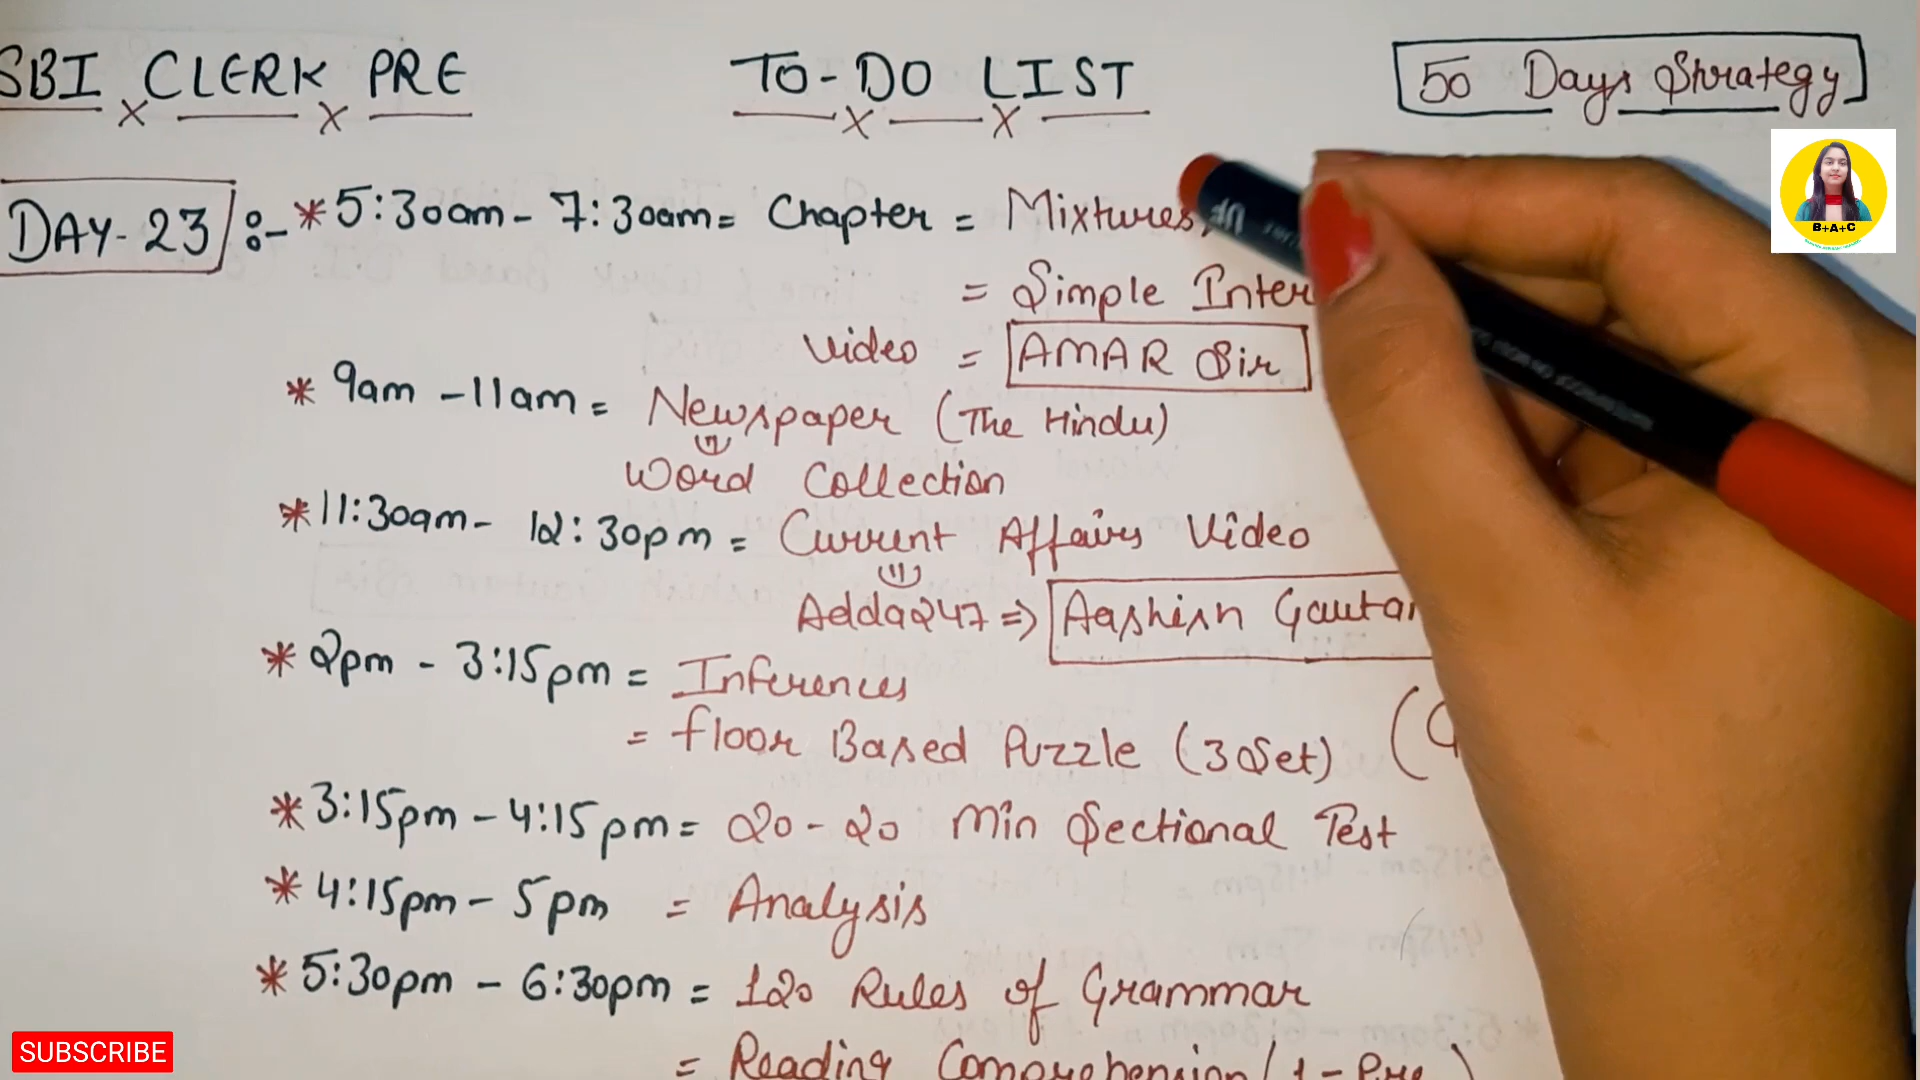 SBI CLERK PRE TO-DO LIST 50 Days Strategy
DAY-23 :- * 5:30am - 7:30am = Chapter = Mixtures,
= Simple Inter
Video = AMAR Sir
* 9am - 11am = Newspaper (The Hindu)
Word Collection
* 11:30am - 12:30pm = Current Affairs Video
Adda247 => Aashish Gautam
* 2pm - 3:15pm = Inferences
= floor Based Puzzle (3 Set) (
* 3:15pm - 4:15pm = 20-20 Min Sectional Test
* 4:15pm - 5pm = Analysis
* 5:30pm - 6:30pm = 120 Rules of Grammar
= Reading Comprehension (1 - Pre)
B+A+C
SUBSCRIBE